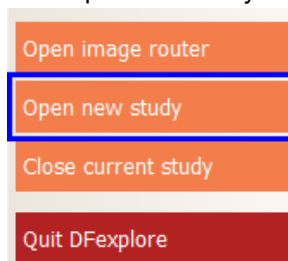 Open image router
Open new study
Close current study
Quit DFexplore